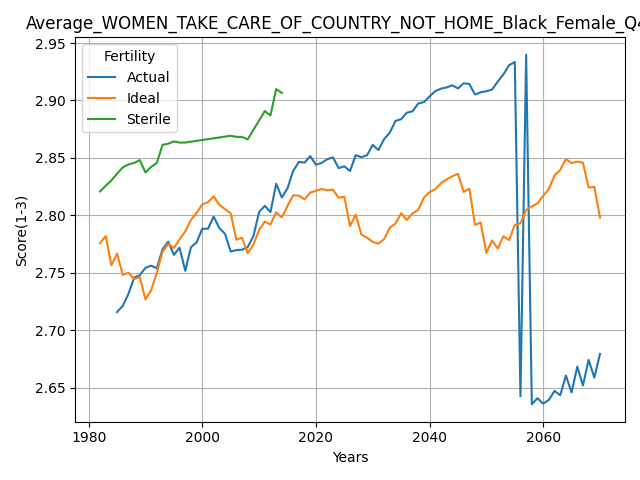 Average_WOMEN_TAKE_CARE_OF_COUNTRY_NOT_HOME_Black_Female_Q4
Fertility
Actual
Ideal
Sterile
Score(1-3)
2.95
2.90
2.85
2.80
2.75
2.70
2.65
1980 2000 2020 2040 2060
Years